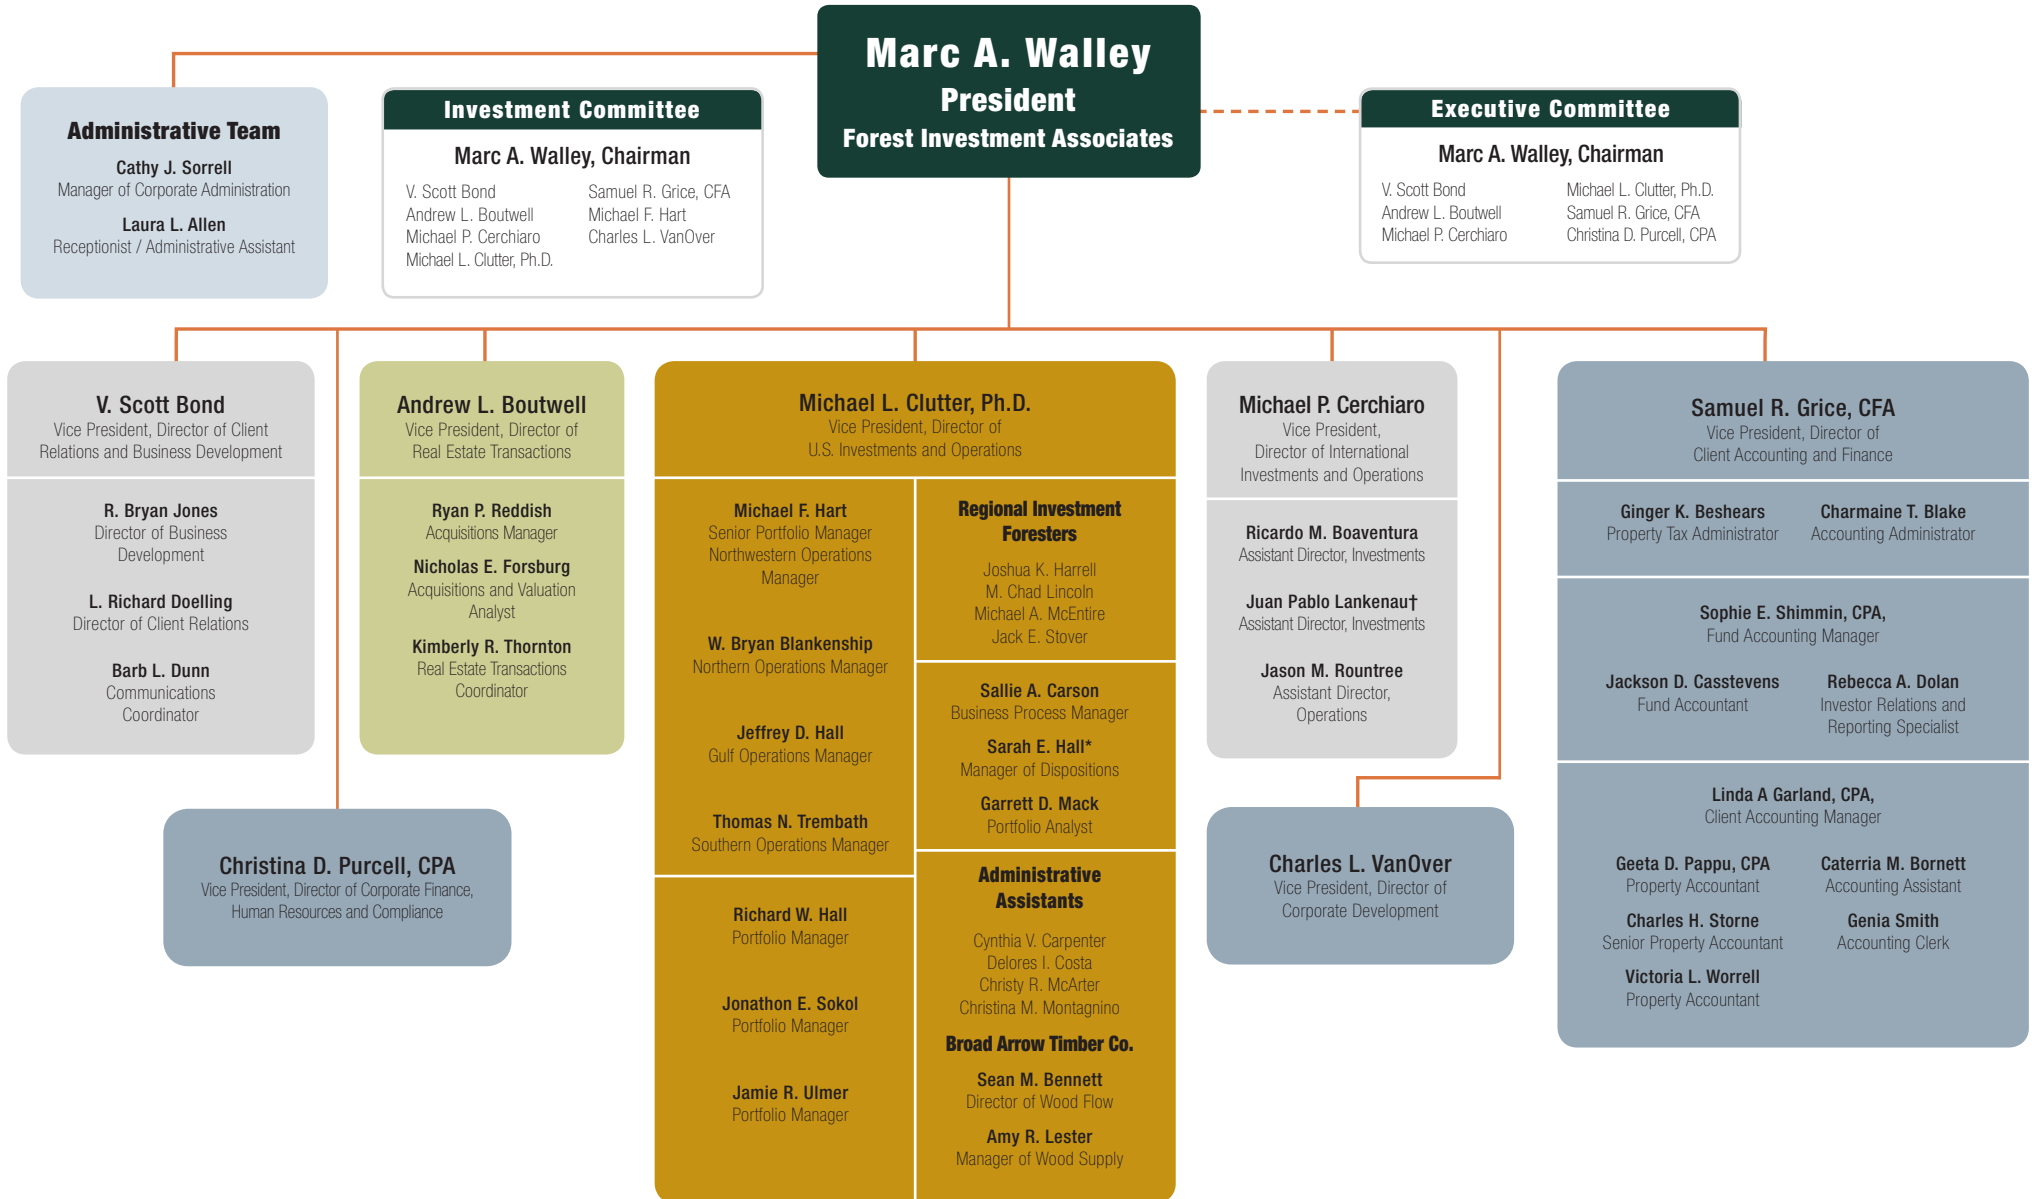 Marc A. Walley
President
Forest Investment Associates
Administrative Team
Cathy J. Sorrell
Manager of Corporate Administration
Laura L. Allen
Receptionist / Administrative Assistant
Investment Committee
Marc A. Walley, Chairman
V. Scott Bond
Andrew L. Boutwell
Michael P. Cerchiaro
Michael L. Clutter, Ph.D.
Samuel R. Grice, CFA
Michael F. Hart
Charles L. VanOver
Executive Committee
Marc A. Walley, Chairman
V. Scott Bond
Andrew L. Boutwell
Michael P. Cerchiaro
Michael L. Clutter, Ph.D.
Samuel R. Grice, CFA
Christina D. Purcell, CPA
V. Scott Bond
Vice President, Director of Client
Relations and Business Development
R. Bryan Jones
Director of Business
Development
L. Richard Doelling
Director of Client Relations
Barb L. Dunn
Communications
Coordinator
Christina D. Purcell, CPA
Vice President, Director of Corporate Finance,
Human Resources and Compliance
Andrew L. Boutwell
Vice President, Director of
Real Estate Transactions
Ryan P. Reddish
Acquisitions Manager
Nicholas E. Forsburg
Acquisitions and Valuation
Analyst
Kimberly R. Thornton
Real Estate Transactions
Coordinator
Michael L. Clutter, Ph.D.
Vice President, Director of
U.S. Investments and Operations
Michael F. Hart
Senior Portfolio Manager
Northwestern Operations
Manager
W. Bryan Blankenship
Northern Operations Manager
Jeffrey D. Hall
Gulf Operations Manager
Thomas N. Trembath
Southern Operations Manager
Richard W. Hall
Portfolio Manager
Jonathon E. Sokol
Portfolio Manager
Jamie R. Ulmer
Portfolio Manager
Regional Investment
Foresters
Joshua K. Harrell
M. Chad Lincoln
Michael A. McEntire
Jack E. Stover
Sallie A. Carson
Business Process Manager
Sarah E. Hall*
Manager of Dispositions
Garrett D. Mack
Portfolio Analyst
Administrative
Assistants
Cynthia V. Carpenter
Delores I. Costa
Christy R. McArter
Christina M. Montagnino
Broad Arrow Timber Co.
Sean M. Bennett
Director of Wood Flow
Amy R. Lester
Manager of Wood Supply
Michael P. Cerchiaro
Vice President,
Director of International
Investments and Operations
Ricardo M. Boaventura
Assistant Director, Investments
Juan Pablo Lankenau†
Assistant Director, Investments
Jason M. Rountree
Assistant Director,
Operations
Charles L. VanOver
Vice President, Director of
Corporate Development
Samuel R. Grice, CFA
Vice President, Director of
Client Accounting and Finance
Ginger K. Beshears
Property Tax Administrator
Charmaine T. Blake
Accounting Administrator
Sophie E. Shimmin, CPA,
Fund Accounting Manager
Jackson D. Casstevens
Fund Accountant
Rebecca A. Dolan
Investor Relations and
Reporting Specialist
Linda A Garland, CPA,
Client Accounting Manager
Geeta D. Pappu, CPA
Property Accountant
Caterria M. Bornett
Accounting Assistant
Charles H. Storne
Senior Property Accountant
Genia Smith
Accounting Clerk
Victoria L. Worrell
Property Accountant